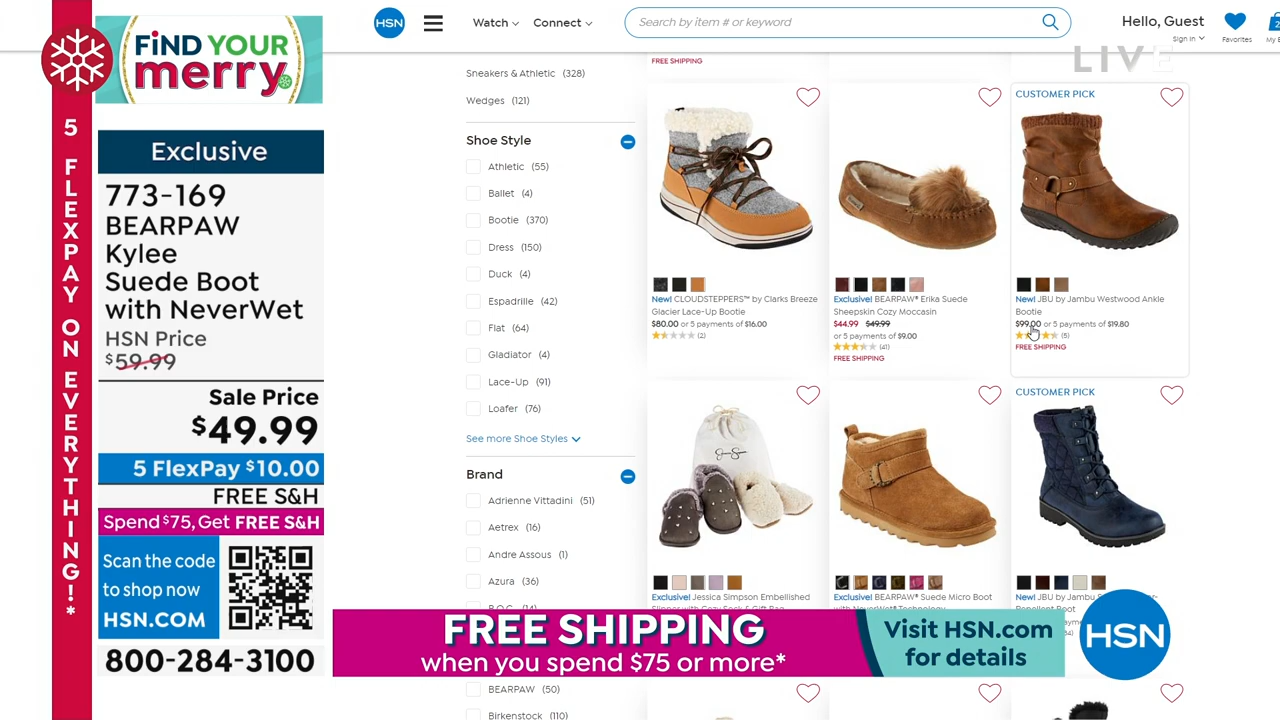 FiND YOUR
merry
5 FLEXPAY ON EVERYTHING!*
Exclusive
773-169
BEARPAW
Kylee
Suede Boot
with NeverWet
HSN Price
$59.99
Sale Price
$49.99
5 FlexPay $10.00
FREE S&H
Spend $75, Get FREE S&H
Scan the code
to shop now
HSN.COM
800-284-3100
HSN
Watch
Connect
Search by item # or keyword
Hello, Guest
Sign In
Favorites
LIVE
Sneakers & Athletic (328)
Wedges (121)
Shoe Style
Athletic (55)
Ballet (4)
Bootie (370)
Dress (150)
Duck (4)
Espadrille (42)
Flat (64)
Gladiator (4)
Lace-Up (91)
Loafer (76)
See more Shoe Styles
Brand
Adrienne Vittadini (51)
Aetrex (16)
Andre Assous (1)
Azura (36)
BEARPAW (50)
Birkenstock (110)
FREE SHIPPING
New! CLOUDSTEPPERS™ by Clarks Breeze
Glacier Lace-Up Bootie
$80.00 or 5 payments of $16.00
(2)
Exclusive! BEARPAW® Erika Suede
Sheepskin Cozy Moccasin
$44.99 $49.99
or 5 payments of $9.00
(41)
FREE SHIPPING
CUSTOMER PICK
New! JBU by Jambu Westwood Ankle
Bootie
$99.00 or 5 payments of $19.80
(5)
FREE SHIPPING
Exclusive! Jessica Simpson Embellished
Exclusive! BEARPAW® Suede Micro Boot
CUSTOMER PICK
New! JBU by Jambu
FREE SHIPPING
when you spend $75 or more*
Visit HSN.com
for details
HSN